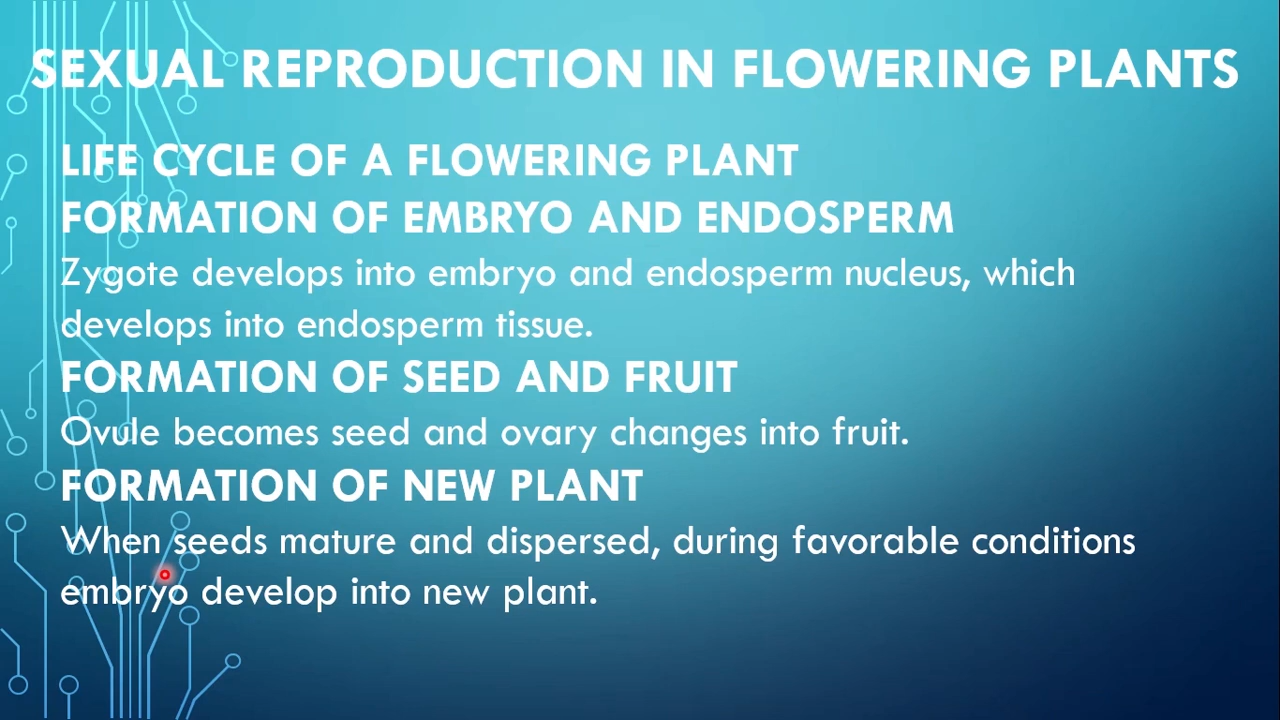 SEXUAL REPRODUCTION IN FLOWERING PLANTS
LIFE CYCLE OF A FLOWERING PLANT
FORMATION OF EMBRYO AND ENDOSPERM
Zygote develops into embryo and endosperm nucleus, which
develops into endosperm tissue.
FORMATION OF SEED AND FRUIT
Ovule becomes seed and ovary changes into fruit.
FORMATION OF NEW PLANT
When seeds mature and dispersed, during favorable conditions
embryo develop into new plant.